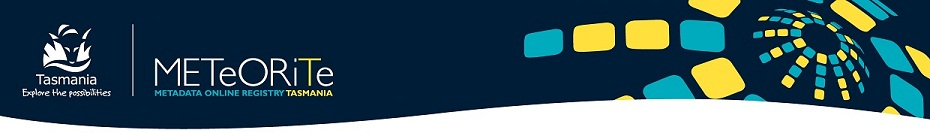 Tasmania
Explore the possibilities
METeORiTe
METADATA ONLINE REGISTRY TASMANIA